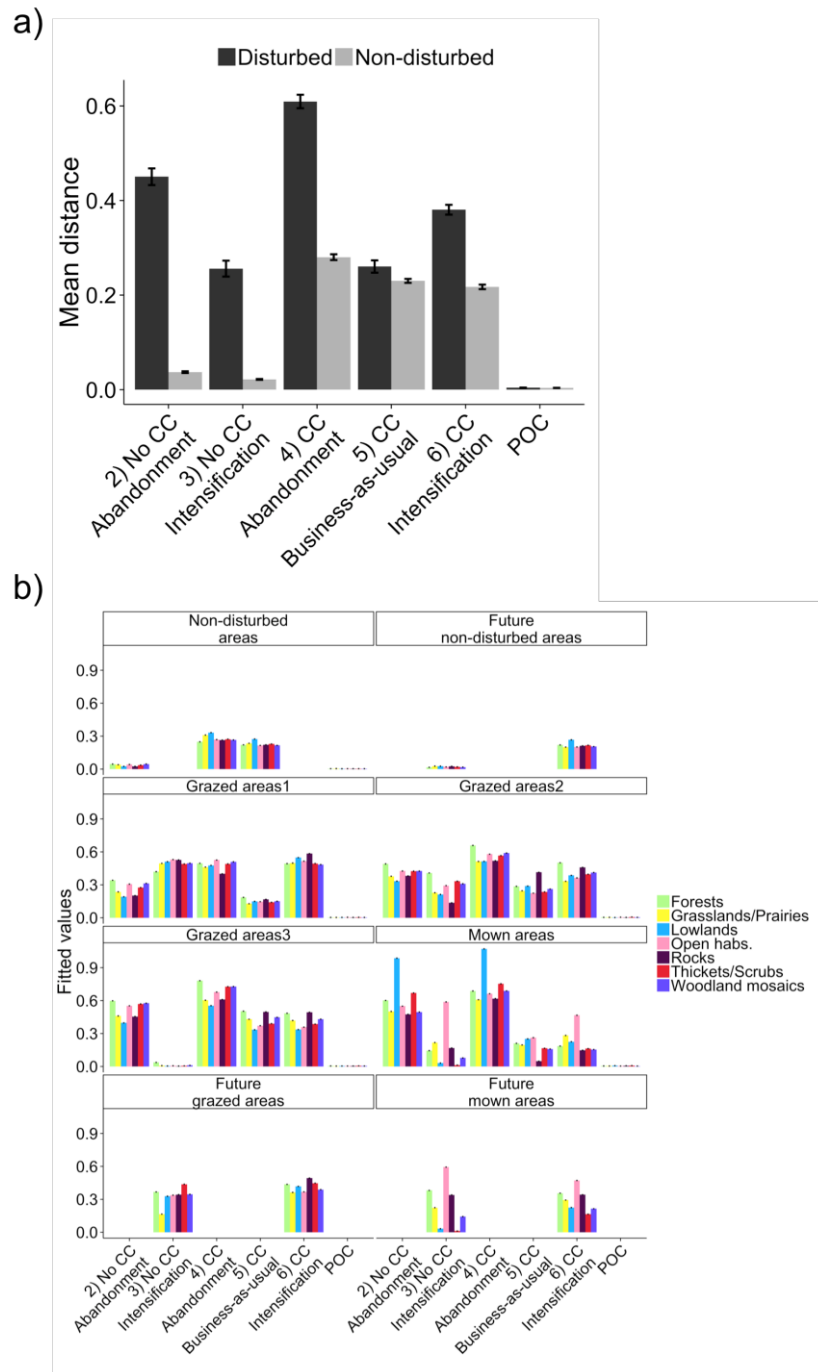 a)
Disturbed Non-disturbed
Mean distance
0.6
0.4
0.2
0.0
2) No CC
Abandonment
3) No CC
Intensification
4) CC
Abandonment
5) CC
Business-as-usual
6) CC
Intensification
POC
b)
Non-disturbed
areas
Future
non-disturbed areas
0.9
0.6
0.3
0.0
Grazed areas1
Grazed areas2
0.9
0.6
0.3
0.0
Grazed areas3
Mown areas
0.9
0.6
0.3
0.0
Future
grazed areas
Future
mown areas
0.9
0.6
0.3
0.0
Fitted values
Forests
Grasslands/Prairies
Lowlands
Open habs.
Rocks
Thickets/Scrubs
Woodland mosaics
2) No CC
Abandonment
3) No CC
Intensification
4) CC
Abandonment
5) CC
Business-as-usual
6) CC
Intensification
POC
2) No CC
Abandonment
3) No CC
Intensification
4) CC
Abandonment
5) CC
Business-as-usual
6) CC
Intensification
POC